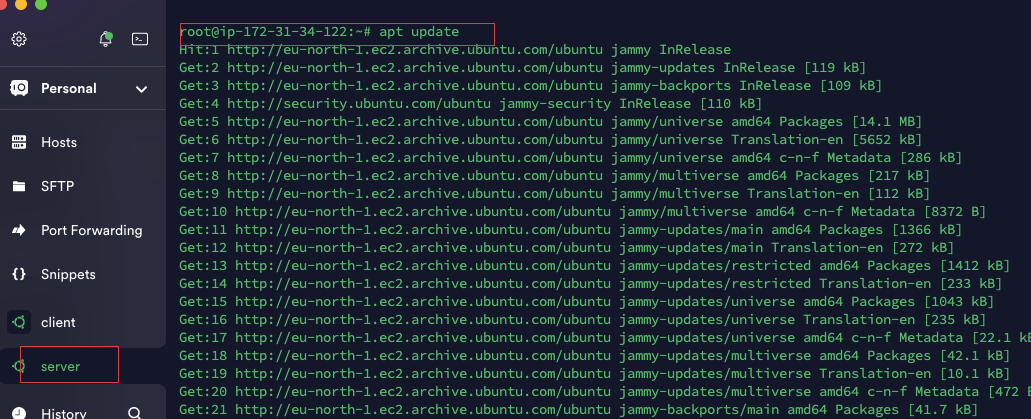 root@ip-172-31-34-122:~# apt update
Hit:1 http://eu-north-1.ec2.archive.ubuntu.com/ubuntu jammy InRelease
Get:2 http://eu-north-1.ec2.archive.ubuntu.com/ubuntu jammy-updates InRelease [119 kB]
Get:3 http://eu-north-1.ec2.archive.ubuntu.com/ubuntu jammy-backports InRelease [109 kB]
Get:4 http://security.ubuntu.com/ubuntu jammy-security InRelease [110 kB]
Get:5 http://eu-north-1.ec2.archive.ubuntu.com/ubuntu jammy/universe amd64 Packages [14.1 MB]
Get:6 http://eu-north-1.ec2.archive.ubuntu.com/ubuntu jammy/universe Translation-en [5652 kB]
Get:7 http://eu-north-1.ec2.archive.ubuntu.com/ubuntu jammy/universe amd64 c-n-f Metadata [286 kB]
Get:8 http://eu-north-1.ec2.archive.ubuntu.com/ubuntu jammy/multiverse amd64 Packages [217 kB]
Get:9 http://eu-north-1.ec2.archive.ubuntu.com/ubuntu jammy/multiverse Translation-en [112 kB]
Get:10 http://eu-north-1.ec2.archive.ubuntu.com/ubuntu jammy/multiverse amd64 c-n-f Metadata [8372 B]
Get:11 http://eu-north-1.ec2.archive.ubuntu.com/ubuntu jammy-updates/main amd64 Packages [1366 kB]
Get:12 http://eu-north-1.ec2.archive.ubuntu.com/ubuntu jammy-updates/main Translation-en [272 kB]
Get:13 http://eu-north-1.ec2.archive.ubuntu.com/ubuntu jammy-updates/restricted amd64 Packages [1412 kB]
Get:14 http://eu-north-1.ec2.archive.ubuntu.com/ubuntu jammy-updates/restricted Translation-en [233 kB]
Get:15 http://eu-north-1.ec2.archive.ubuntu.com/ubuntu jammy-updates/universe amd64 Packages [1043 kB]
Get:16 http://eu-north-1.ec2.archive.ubuntu.com/ubuntu jammy-updates/universe Translation-en [235 kB]
Get:17 http://eu-north-1.ec2.archive.ubuntu.com/ubuntu jammy-updates/universe amd64 c-n-f Metadata [22.1 kB
Get:18 http://eu-north-1.ec2.archive.ubuntu.com/ubuntu jammy-updates/multiverse amd64 Packages [42.1 kB]
Get:19 http://eu-north-1.ec2.archive.ubuntu.com/ubuntu jammy-updates/multiverse Translation-en [10.1 kB]
Get:20 http://eu-north-1.ec2.archive.ubuntu.com/ubuntu jammy-updates/multiverse amd64 c-n-f Metadata [472 B
Get:21 http://eu-north-1.ec2.archive.ubuntu.com/ubuntu jammy-backports/main amd64 Packages [41.7 kB]
Personal
Hosts
SFTP
Port Forwarding
Snippets
client
server
History